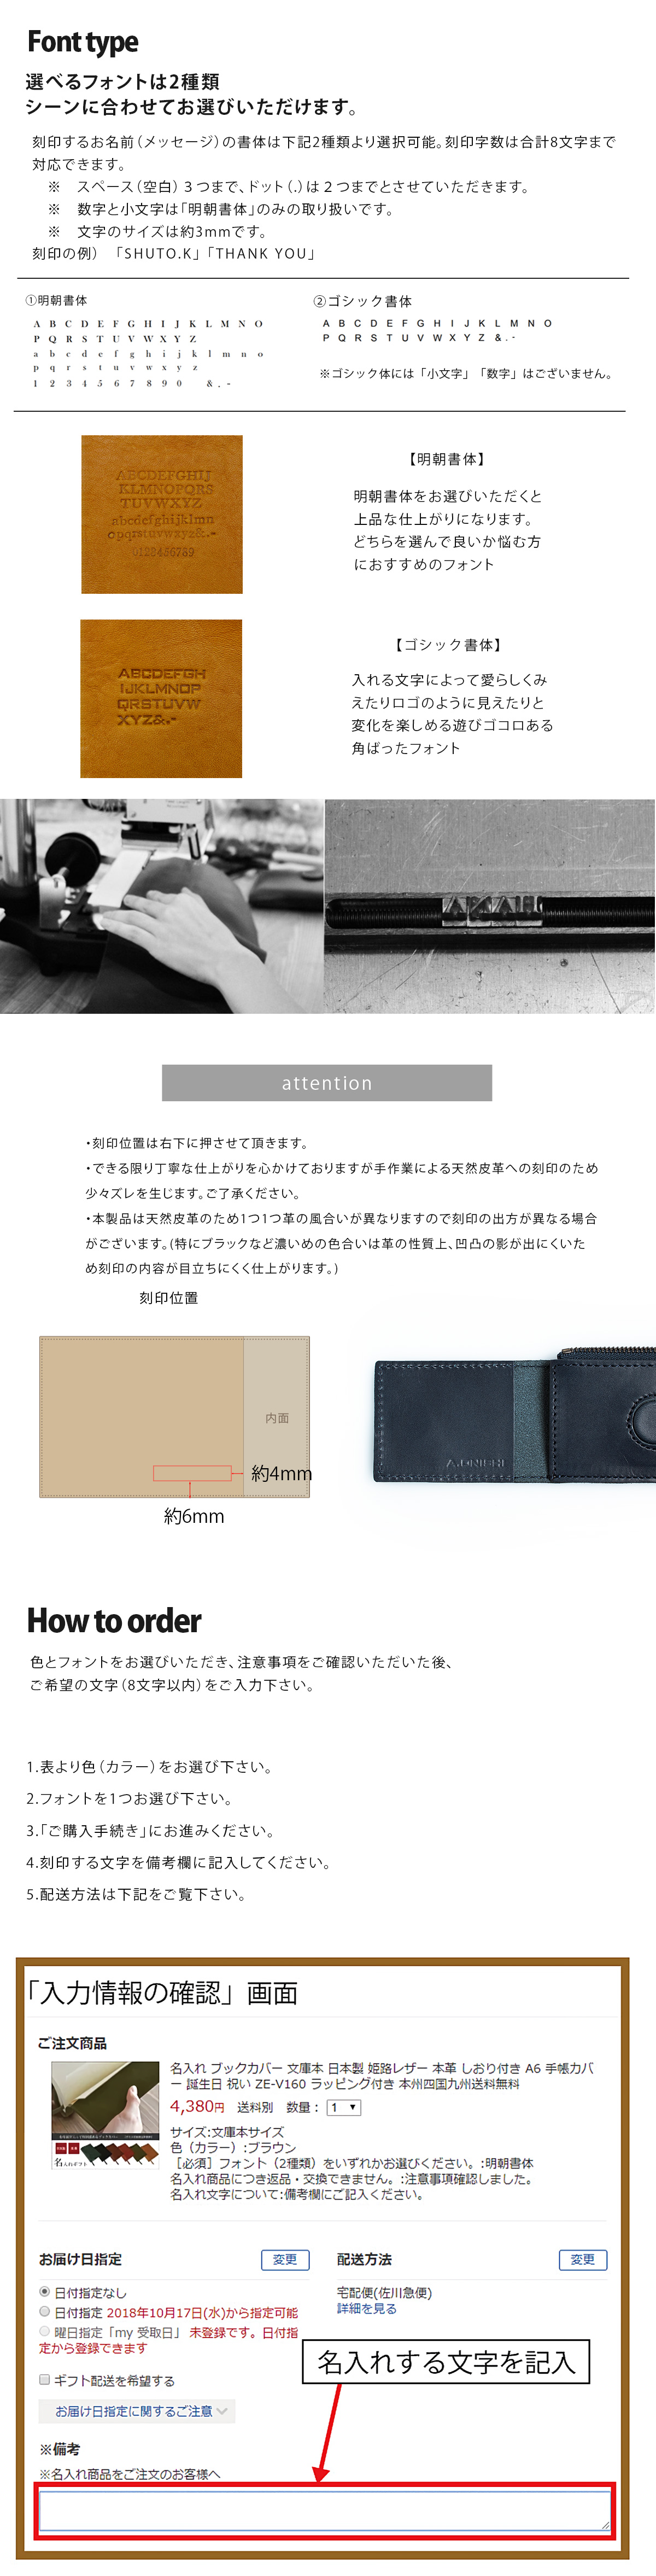 Font type
選べるフォントは2種類
シーンに合わせてお選びいただけます。
刻印するお名前（メッセージ）の書体は下記2種類より選択可能。刻印字数は合計8文字まで
対応できます。
※　スペース（空白）３つまで、ドット（.）は２つまでとさせていただきます。
※　数字と小文字は「明朝書体」のみの取り扱いです。
※　文字のサイズは約3mmです。
刻印の例）「SHUTO.K」「THANK YOU」
①明朝書体
A B C D E F G H I J K L M N O
P Q R S T U V W X Y Z
a b c d e f g h i j k l m n o
p q r s t u v w x y z
1 2 3 4 5 6 7 8 9 0 & . -
②ゴシック書体
A B C D E F G H I J K L M N O
P Q R S T U V W X Y Z & . -
※ゴシック体には「小文字」「数字」はございません。
ABCDEFGHIJ
KLMNOPQRS
TUVWXYZ
abcdefghijklmn
opqrstuvwxyz&.-
0123456789
【明朝書体】
明朝書体をお選びいただくと
上品な仕上がりになります。
どちらを選んで良いか悩む方
におすすめのフォント
ABCDEFGH
IJKLMNOP
QRSTUVW
XYZ&.-
【ゴシック書体】
入れる文字によって愛らしくみ
えたりロゴのように見えたりと
変化を楽しめる遊びゴコロある
角ばったフォント
attention
・刻印位置は右下に押させて頂きます。
・できる限り丁寧な仕上がりを心かけておりますが手作業による天然皮革への刻印のため
少々ズレを生じます。ご了承ください。
・本製品は天然皮革のため1つ1つ革の風合いが異なりますので刻印の出方が異なる場合
がございます。(特にブラックなど濃いめの色合いは革の性質上、凹凸の影が出にくいた
め刻印の内容が目立ちにくく仕上がります。)
刻印位置
内面
約4mm
約6mm
A.ONISHI
How to order
色とフォントをお選びいただき、注意事項をご確認いただいた後、
ご希望の文字（8文字以内）をご入力下さい。
1.表より色（カラー）をお選び下さい。
2.フォントを1つお選び下さい。
3.「ご購入手続き」にお進みください。
4.刻印する文字を備考欄に記入してください。
5.配送方法は下記をご覧下さい。
「入力情報の確認」画面
ご注文商品
名入れ ブックカバー 文庫本 日本製 姫路レザー 本革 しおり付き A6 手帳カバ
ー 誕生日 祝い ZE-V160 ラッピング付き 本州四国九州送料無料
4,380円 送料別 数量： 1
サイズ:文庫本サイズ
色（カラー）:ブラウン
［必須］フォント（2種類）をいずれかお選びください。:明朝書体
名入れ商品につき返品・交換できません。:注意事項確認しました。
名入れ文字について:備考欄にご記入ください。
名入れギフト
お届け日指定 変更
日付指定なし
日付指定 2018年10月17日(水)から指定可能
曜日指定「my 受取日」 未登録です。日付指
定から登録できます
ギフト配送を希望する
お届け日指定に関するご注意
配送方法 変更
宅配便(佐川急便)
詳細を見る
名入れする文字を記入
※備考
※名入れ商品をご注文のお客様へ